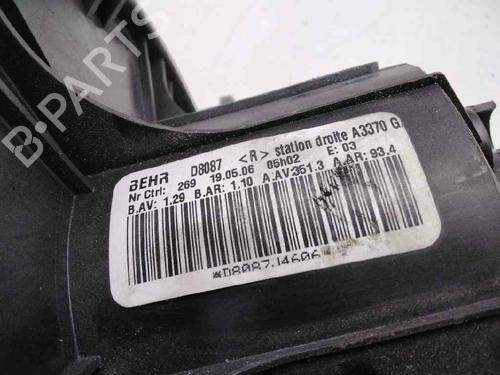 BEHR D8087 <R> station droite A3370 G
Nr Ctrl: 269 19.05.06 05h02 E: 03
B.AV: 1.29 B.AR: 1.10 A.AV:351.3 A.AR: 93.4
*D8087J4606*
B-PARTS